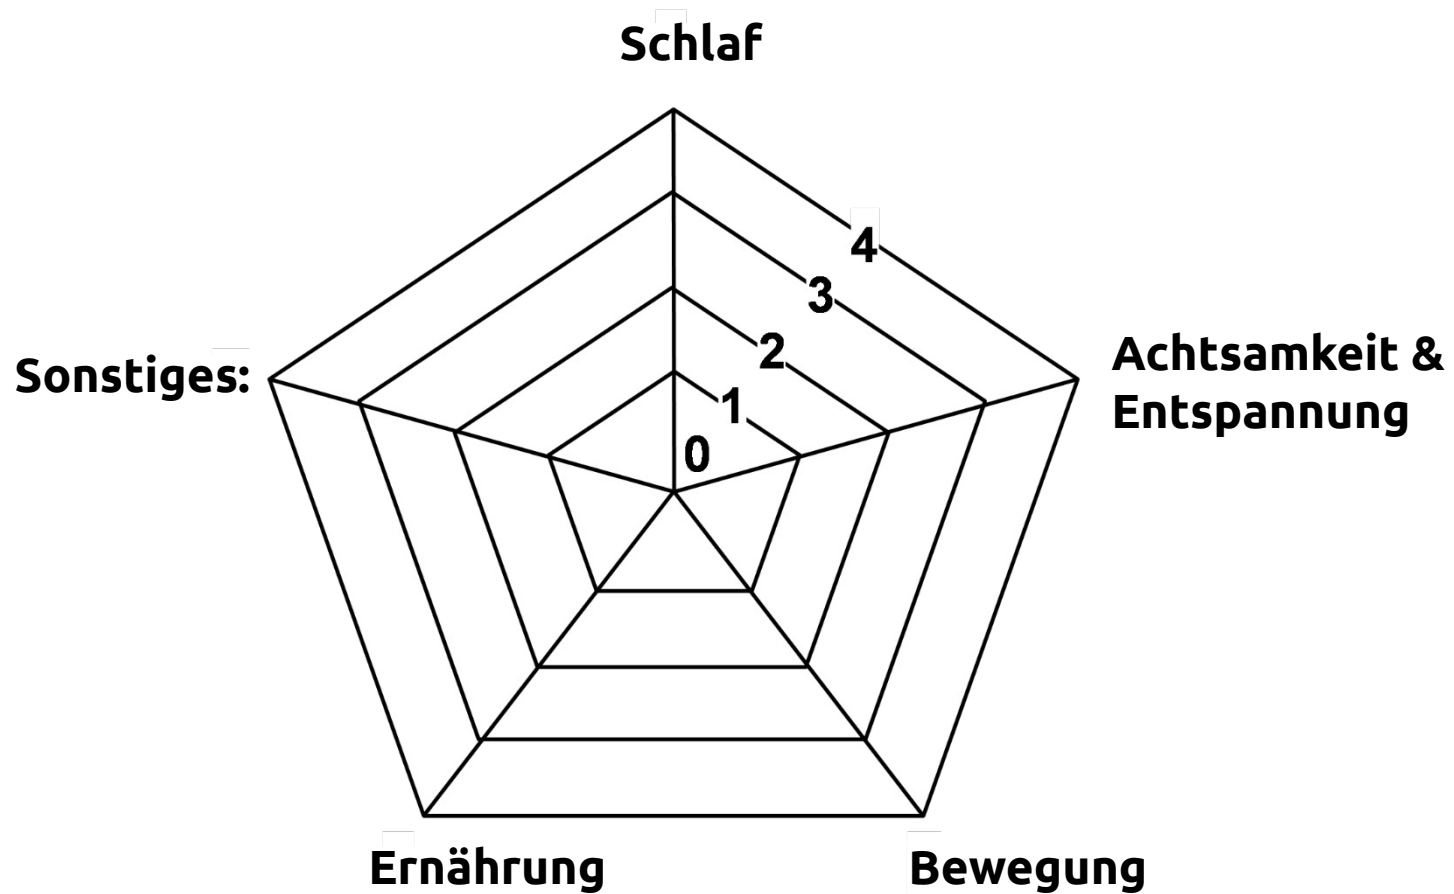 Schlaf
4
3
2
1
0
Sonstiges:
Achtsamkeit &
Entspannung
Ernährung
Bewegung